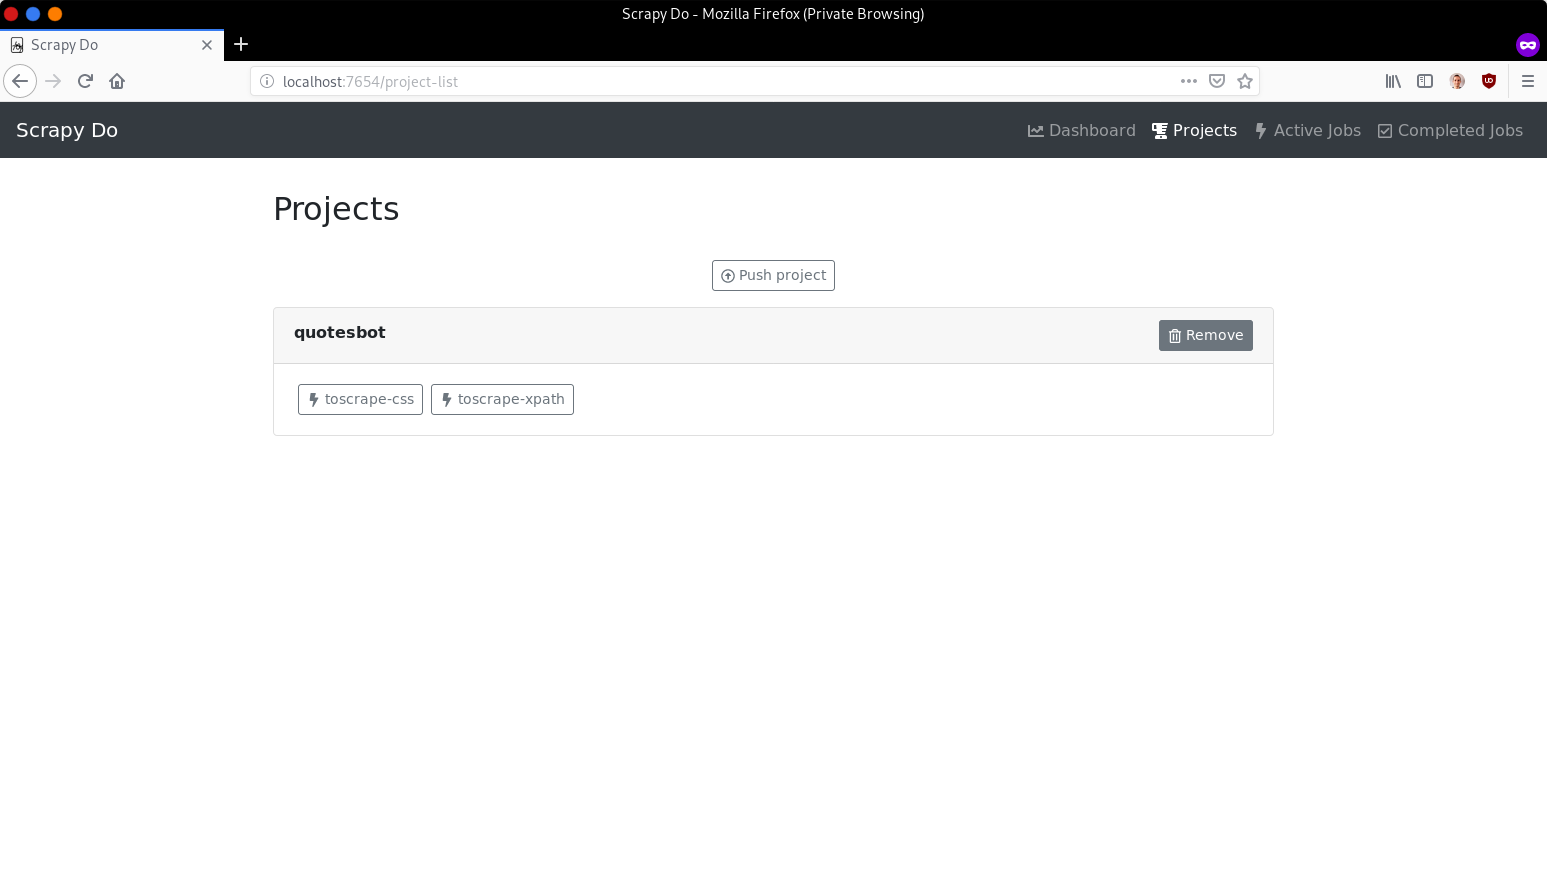 Scrapy Do - Mozilla Firefox (Private Browsing)
Scrapy Do
localhost:7654/project-list
Scrapy Do Dashboard Projects Active Jobs Completed Jobs
Projects
Push project
quotesbot Remove
toscrape-css toscrape-xpath